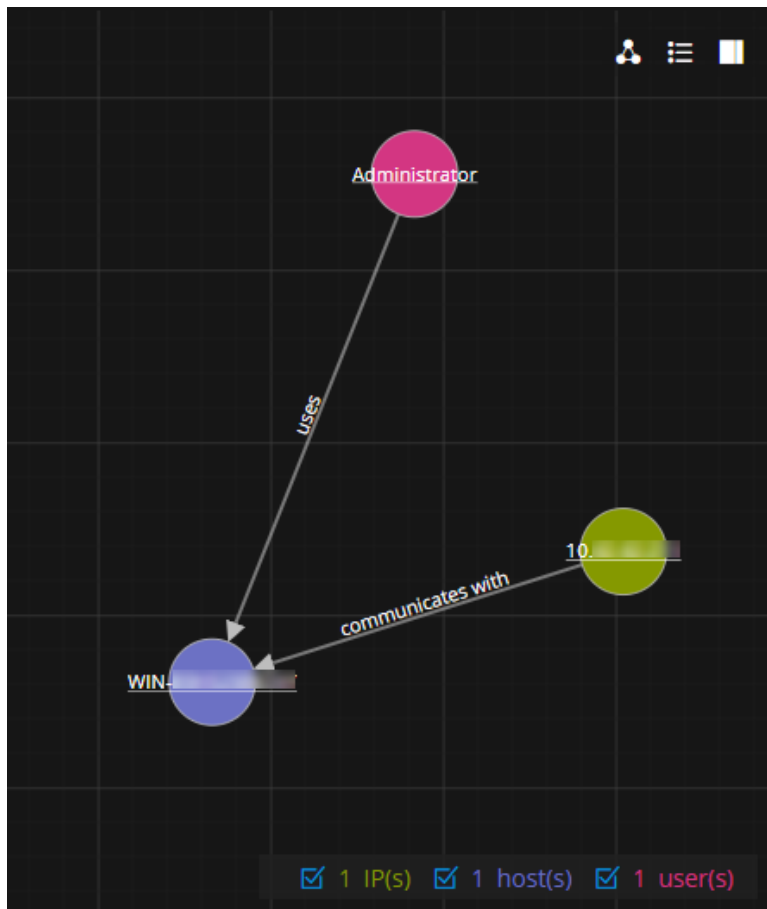 Administrator
uses
10.
communicates with
WIN-
1 IP(s) 1 host(s) 1 user(s)